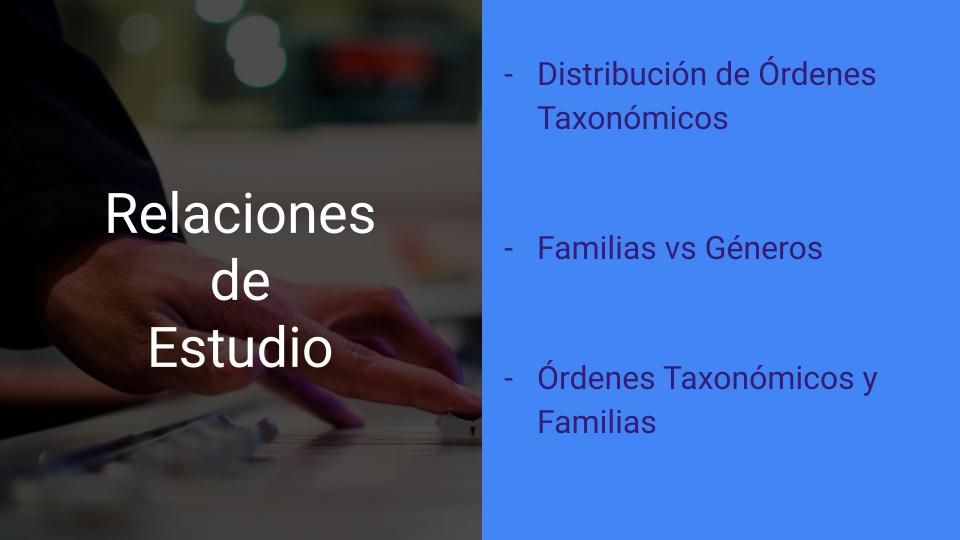 Relaciones
de
Estudio
- Distribución de Órdenes
Taxonómicos
- Familias vs Géneros
- Órdenes Taxonómicos y
Familias